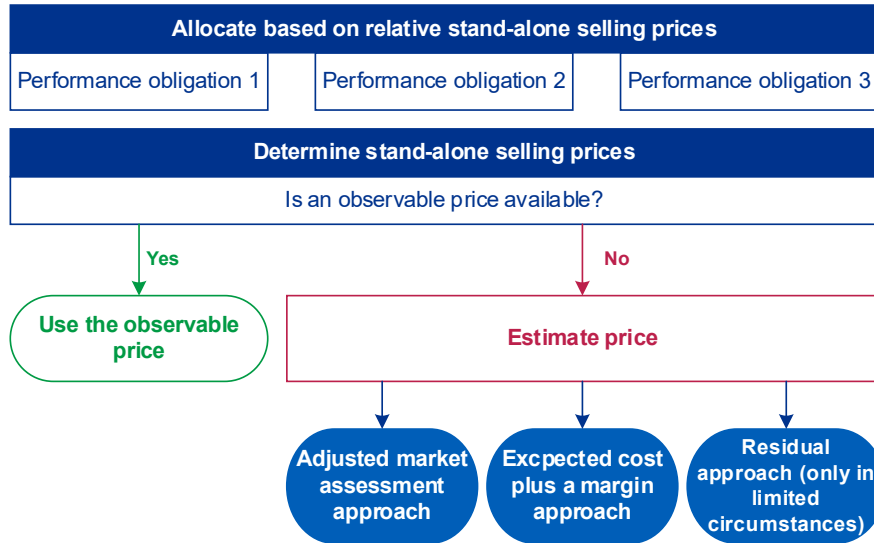 Allocate based on relative stand-alone selling prices
Performance obligation 1
Performance obligation 2
Performance obligation 3
Determine stand-alone selling prices
Is an observable price available?
Yes
No
Use the observable
price
Estimate price
Adjusted market
assessment
approach
Excpected cost
plus a margin
approach
Residual
approach (only in
limited
circumstances)